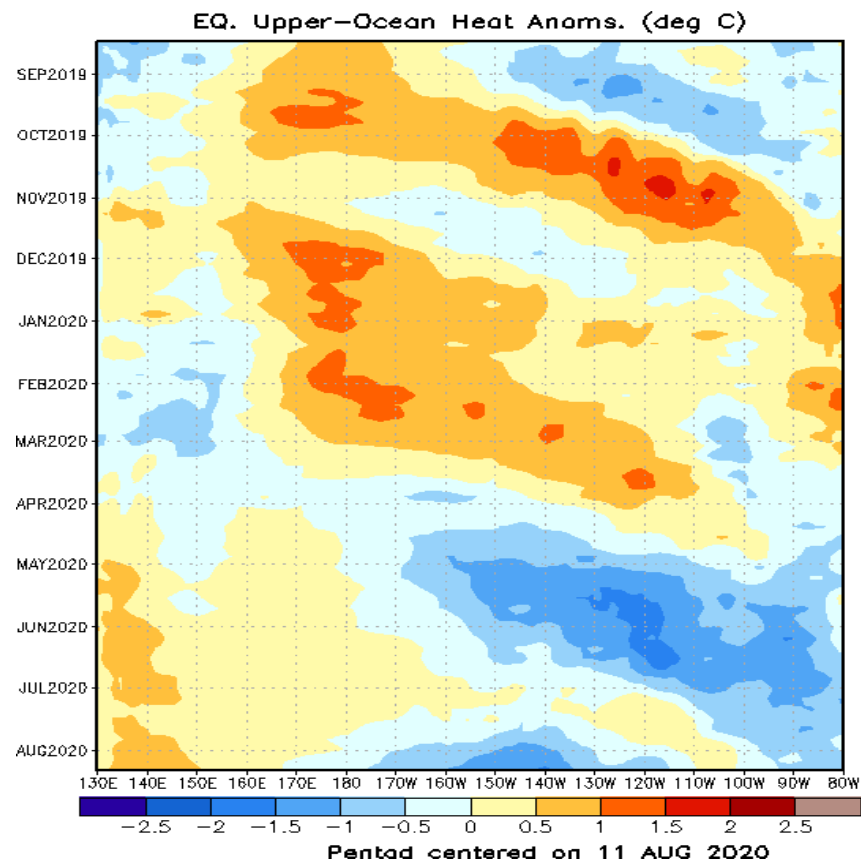 EQ. Upper-Ocean Heat Anams. (deg C)
SEP2019
OCT2019
NOV2019
DEC2019
JAN2020
FEB2020
MAR2020
APR2020
MAY2020
JUN2020
JUL2020
AUG2020
130E 140E 150E 160E 170E 180 170W 160W 150W 140W 130W 120W 110W 100W 90W 80W
-2.5 -2 -1.5 -1 -0.5 0 0.5 1 1.5 2 2.5
Pentad centered on 11 AUG 2020